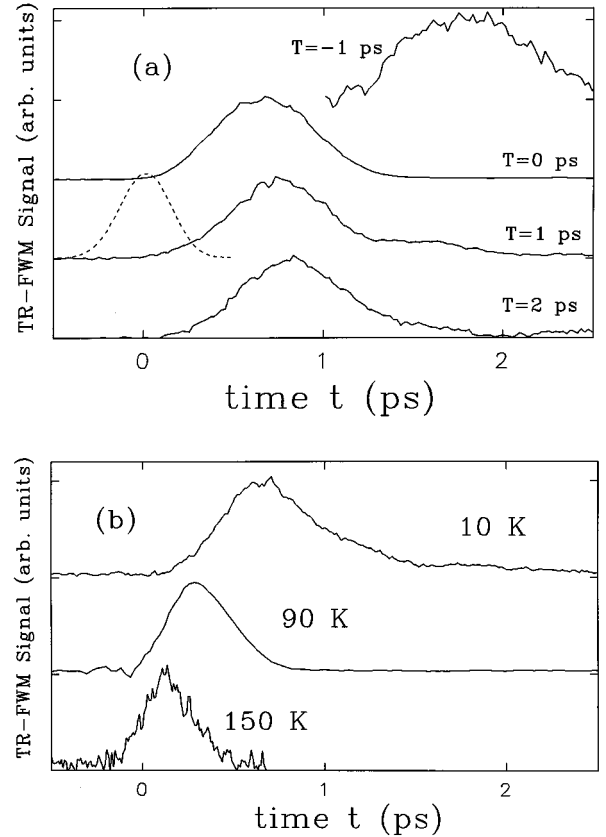 (a)
T=-1 ps
T=0 ps
T=1 ps
T=2 ps
TR-FWM Signal (arb. units)
0
1
2
time t (ps)
(b)
10 K
90 K
150 K
TR-FWM Signal (arb. units)
0
1
2
time t (ps)